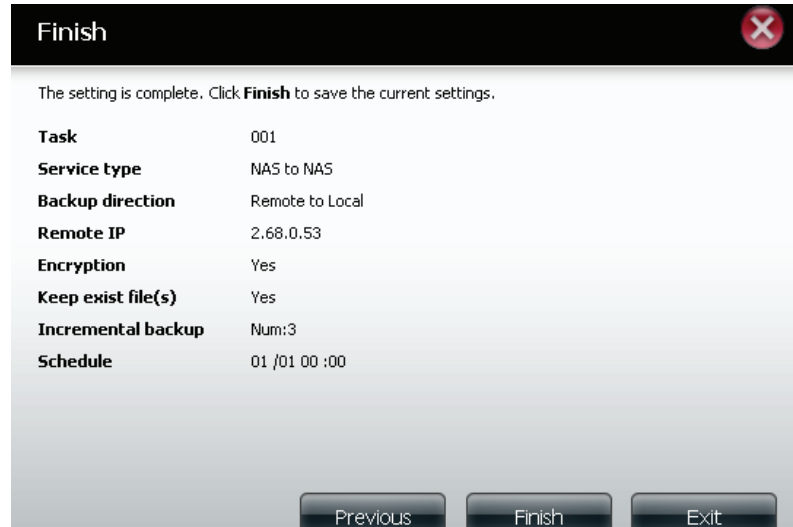 Finish
The setting is complete. Click Finish to save the current settings.
Task 001
Service type NAS to NAS
Backup direction Remote to Local
Remote IP 2.68.0.53
Encryption Yes
Keep exist file(s) Yes
Incremental backup Num:3
Schedule 01 /01 00 :00
Previous Finish Exit